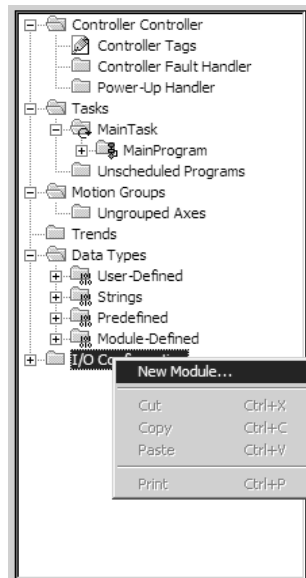 Controller Controller
Controller Tags
Controller Fault Handler
Power-Up Handler
Tasks
MainTask
MainProgram
Unscheduled Programs
Motion Groups
Ungrouped Axes
Trends
Data Types
User-Defined
Strings
Predefined
Module-Defined
I/O
New Module...
Cut Ctrl+X
Copy Ctrl+C
Paste Ctrl+V
Print Ctrl+P